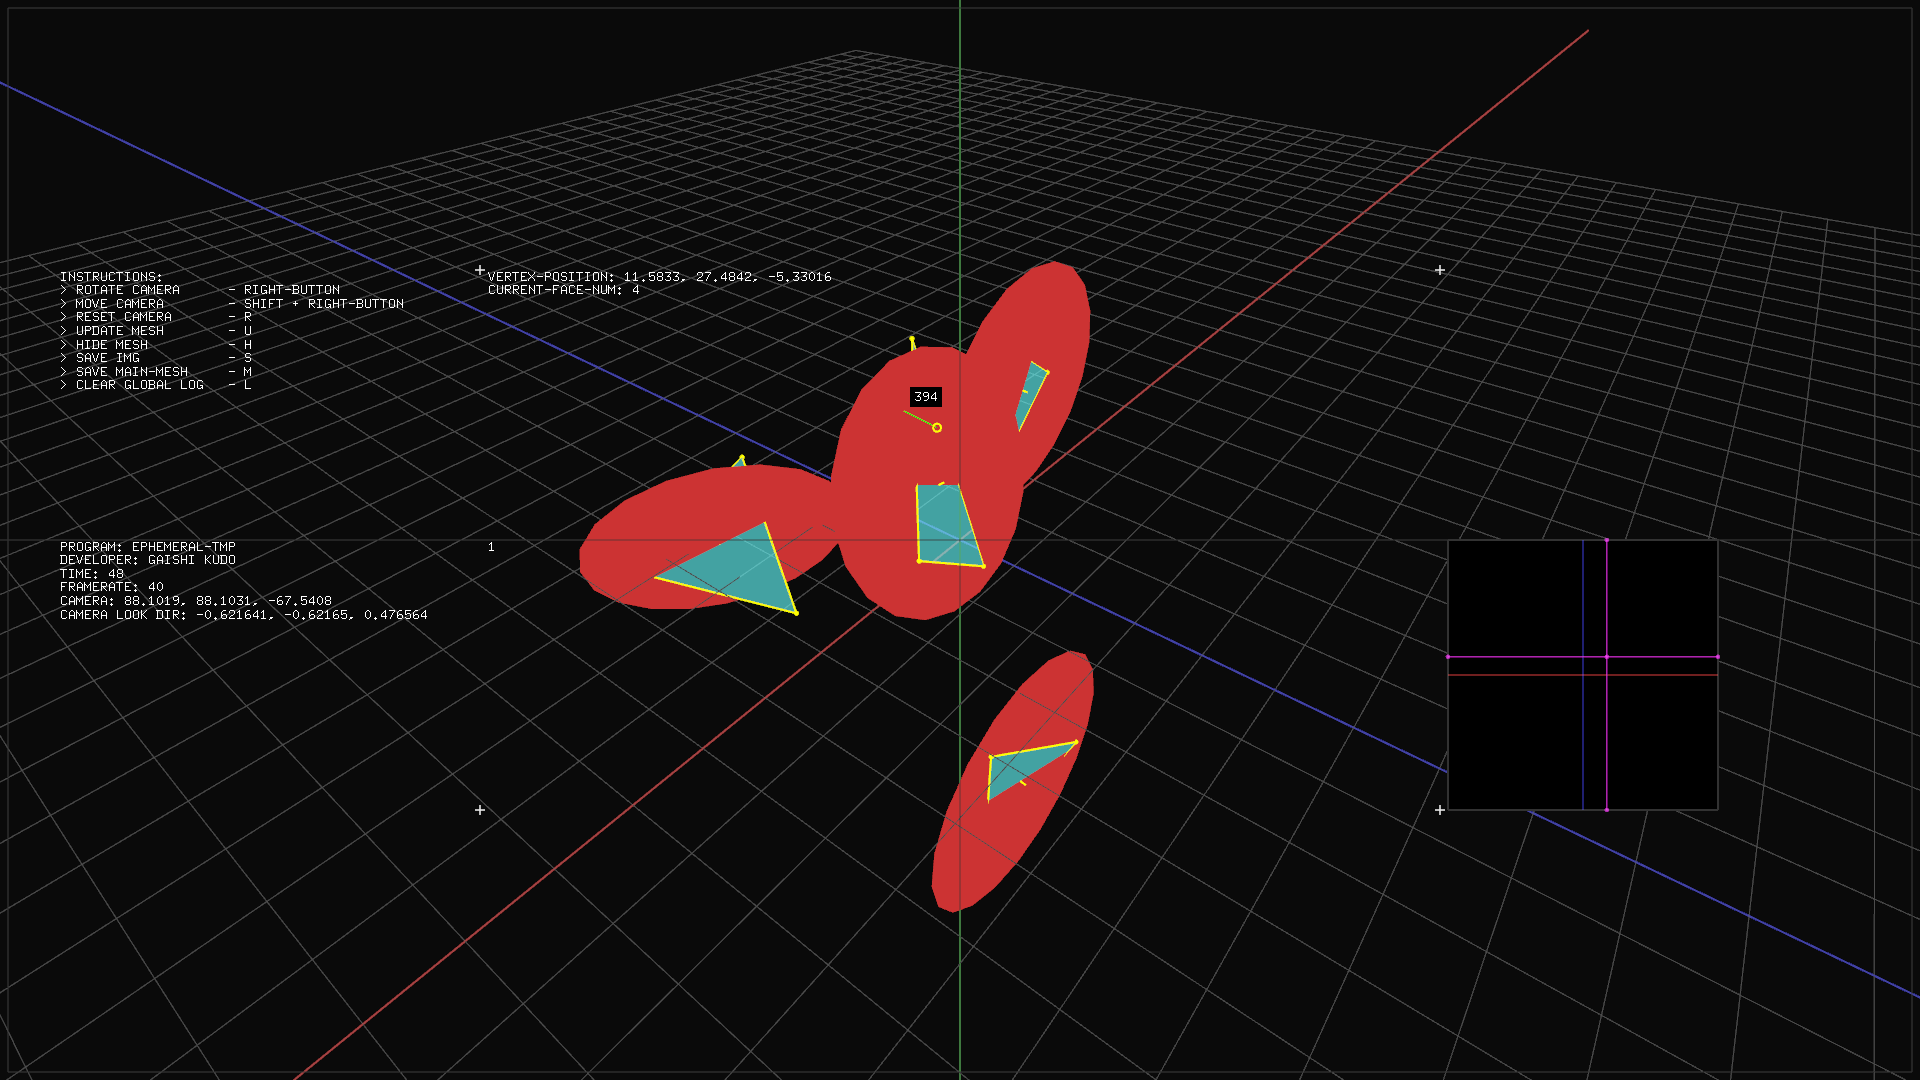 INSTRUCTIONS:
> ROTATE CAMERA - RIGHT-BUTTON
> MOVE CAMERA - SHIFT + RIGHT-BUTTON
> RESET CAMERA - R
> UPDATE MESH - U
> HIDE MESH - H
> SAVE IMG - S
> SAVE MAIN-MESH - M
> CLEAR GLOBAL LOG - L
VERTEX-POSITION: 11.5833, 27.4842, -5.33016
CURRENT-FACE-NUM: 4
394
PROGRAM: EPHEMERAL-TMP
DEVELOPER: GAISHI KUDO
TIME: 48
FRAMERATE: 40
CAMERA: 88.1019, 88.1031, -67.5408
CAMERA LOOK DIR: -0.621641, -0.62165, 0.476564
1